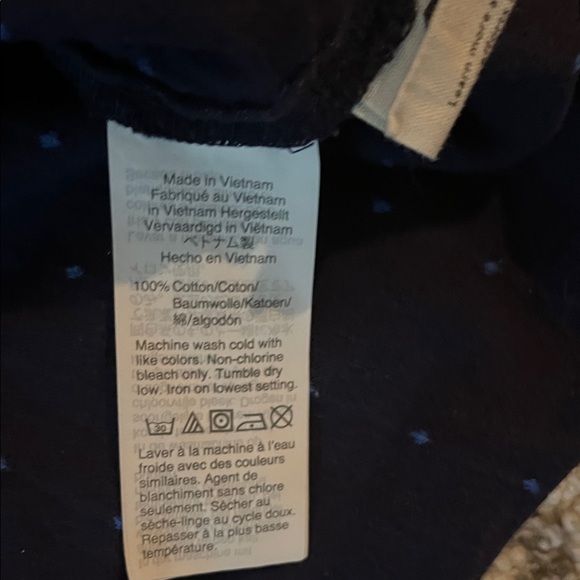 Learn more a
Made in Vietnam
Fabriqué au Vietnam
in Vietnam Hergestellt
Vervaardigd in Viëtnam
ベトナム製
Hecho en Vietnam
100% Cotton/Coton/
Baumwolle/Katoen/
綿/algodón
Machine wash cold with
like colors. Non-chlorine
bleach only. Tumble dry
low. Iron on lowest setting.
30
Laver à la machine à l'eau
froide avec des couleurs
similaires. Agent de
blanchiment sans chlore
seulement. Sécher au
sèche-linge au cycle doux.
Repasser à la plus basse
température.